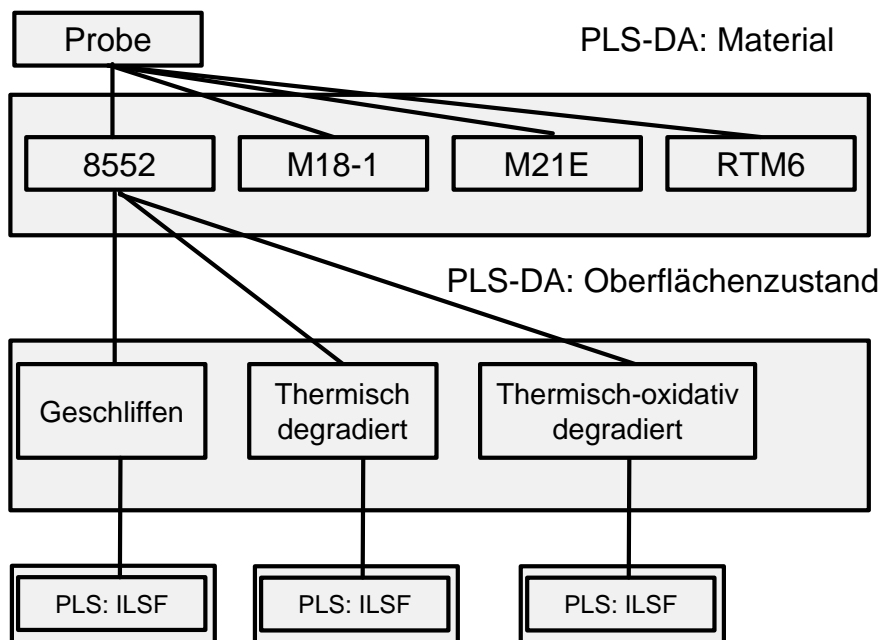 Probe
PLS-DA: Material
8552
M18-1
M21E
RTM6
PLS-DA: Oberflächenzustand
Geschliffen
Thermisch
degradiert
Thermisch-oxidativ
degradiert
PLS: ILSF
PLS: ILSF
PLS: ILSF